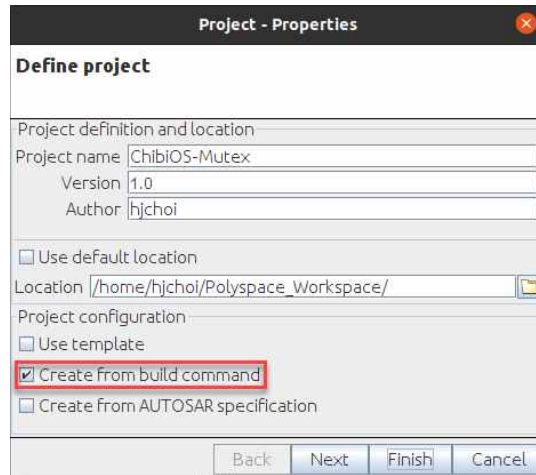 Project - Properties
Define project
Project definition and location
Project name ChibiOS-Mutex
Version 1.0
Author hjchoi
Use default location
Location /home/hjchoi/Polyspace_Workspace/
Project configuration
Use template
Create from build command
Create from AUTOSAR specification
Back Next Finish Cancel